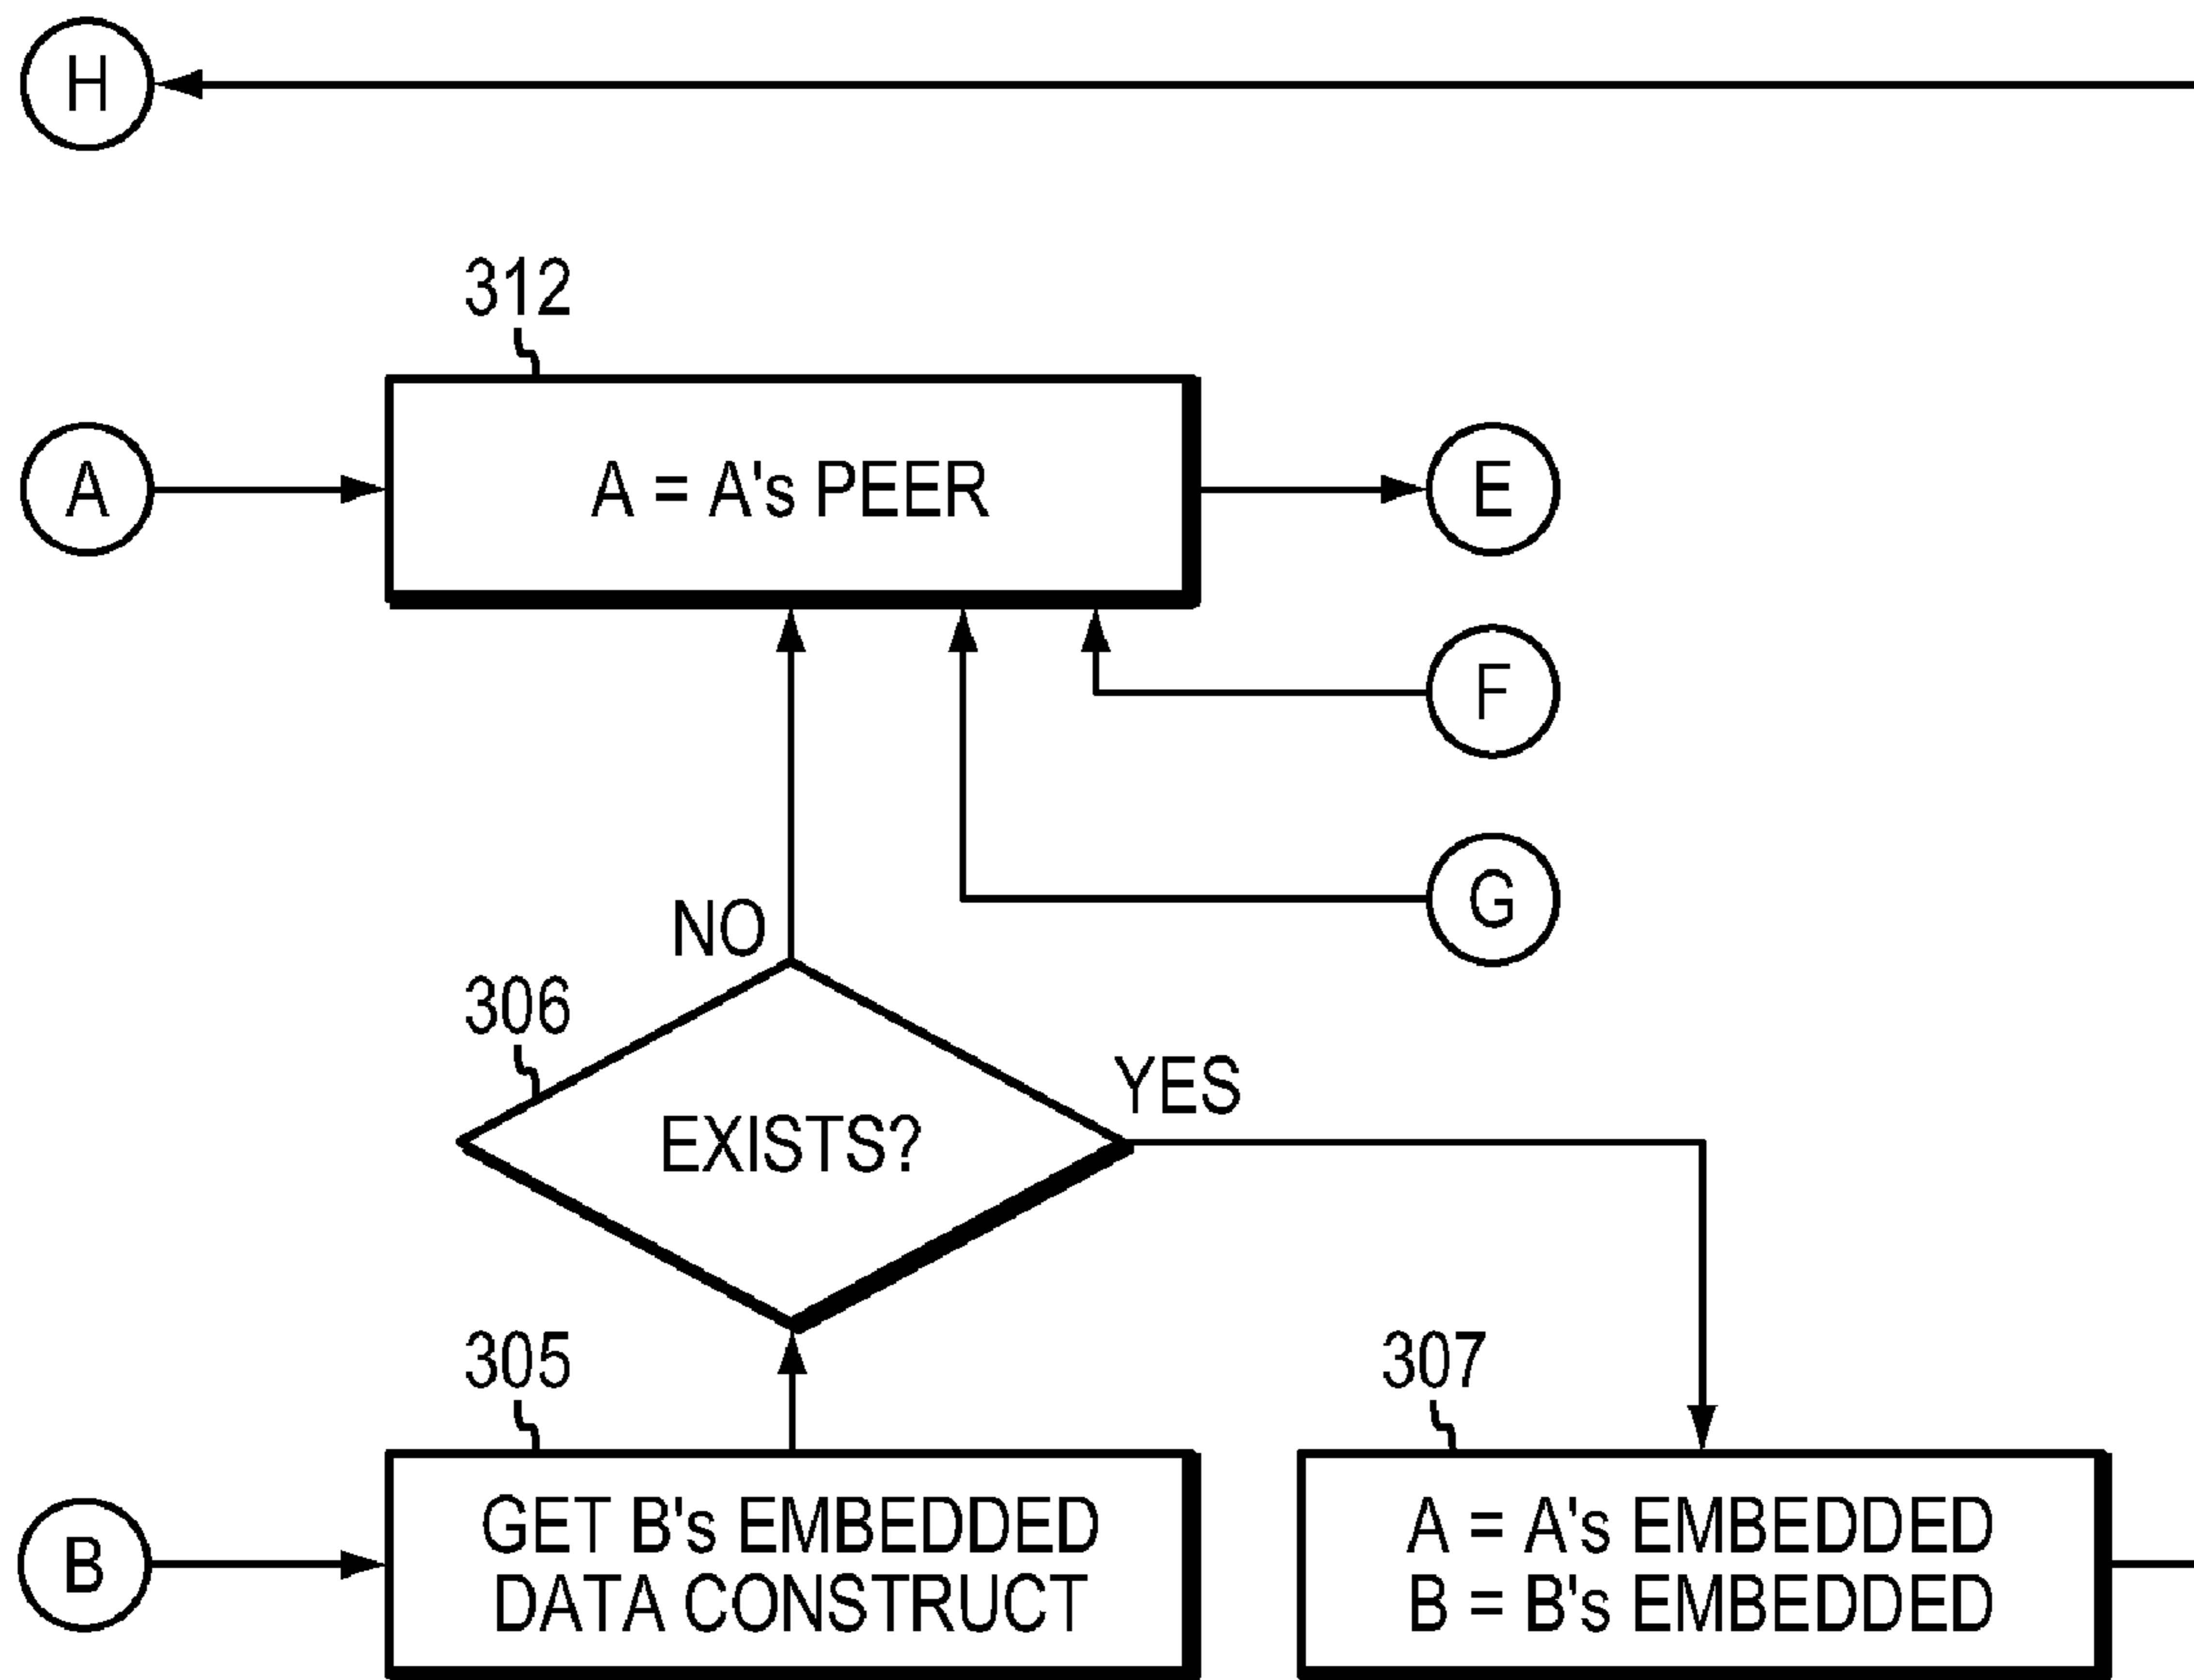 H
312
A
A = A's PEER
E
F
G
NO
306
YES
EXISTS?
305
307
B
GET B's EMBEDDED
DATA CONSTRUCT
A = A's EMBEDDED
B = B's EMBEDDED